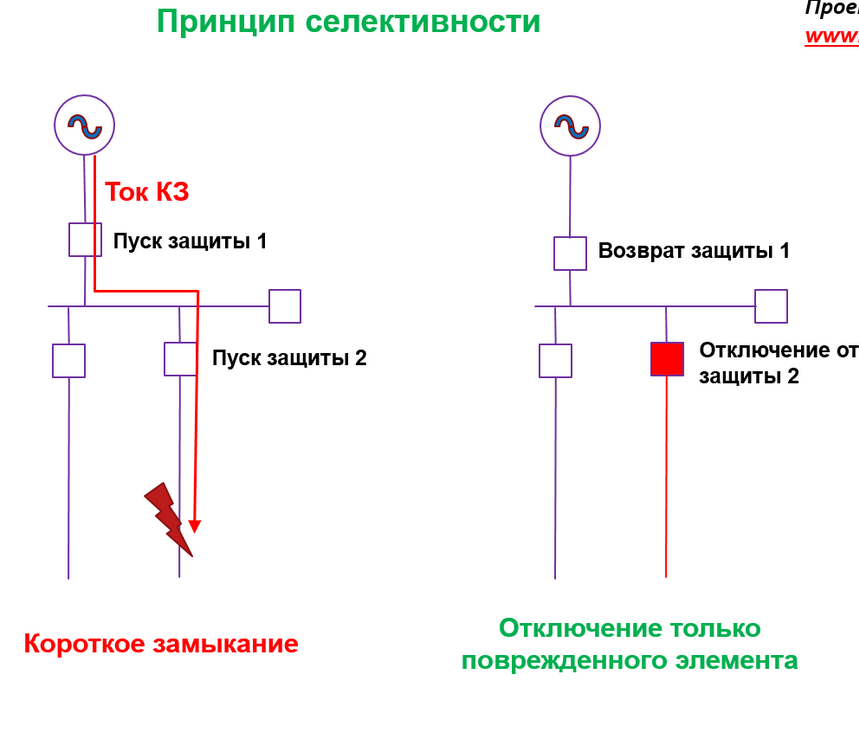 Принцип селективности
www.
Ток КЗ
Пуск защиты 1
Возврат защиты 1
Пуск защиты 2
Отключение от
защиты 2
Короткое замыкание
Отключение только
поврежденного элемента